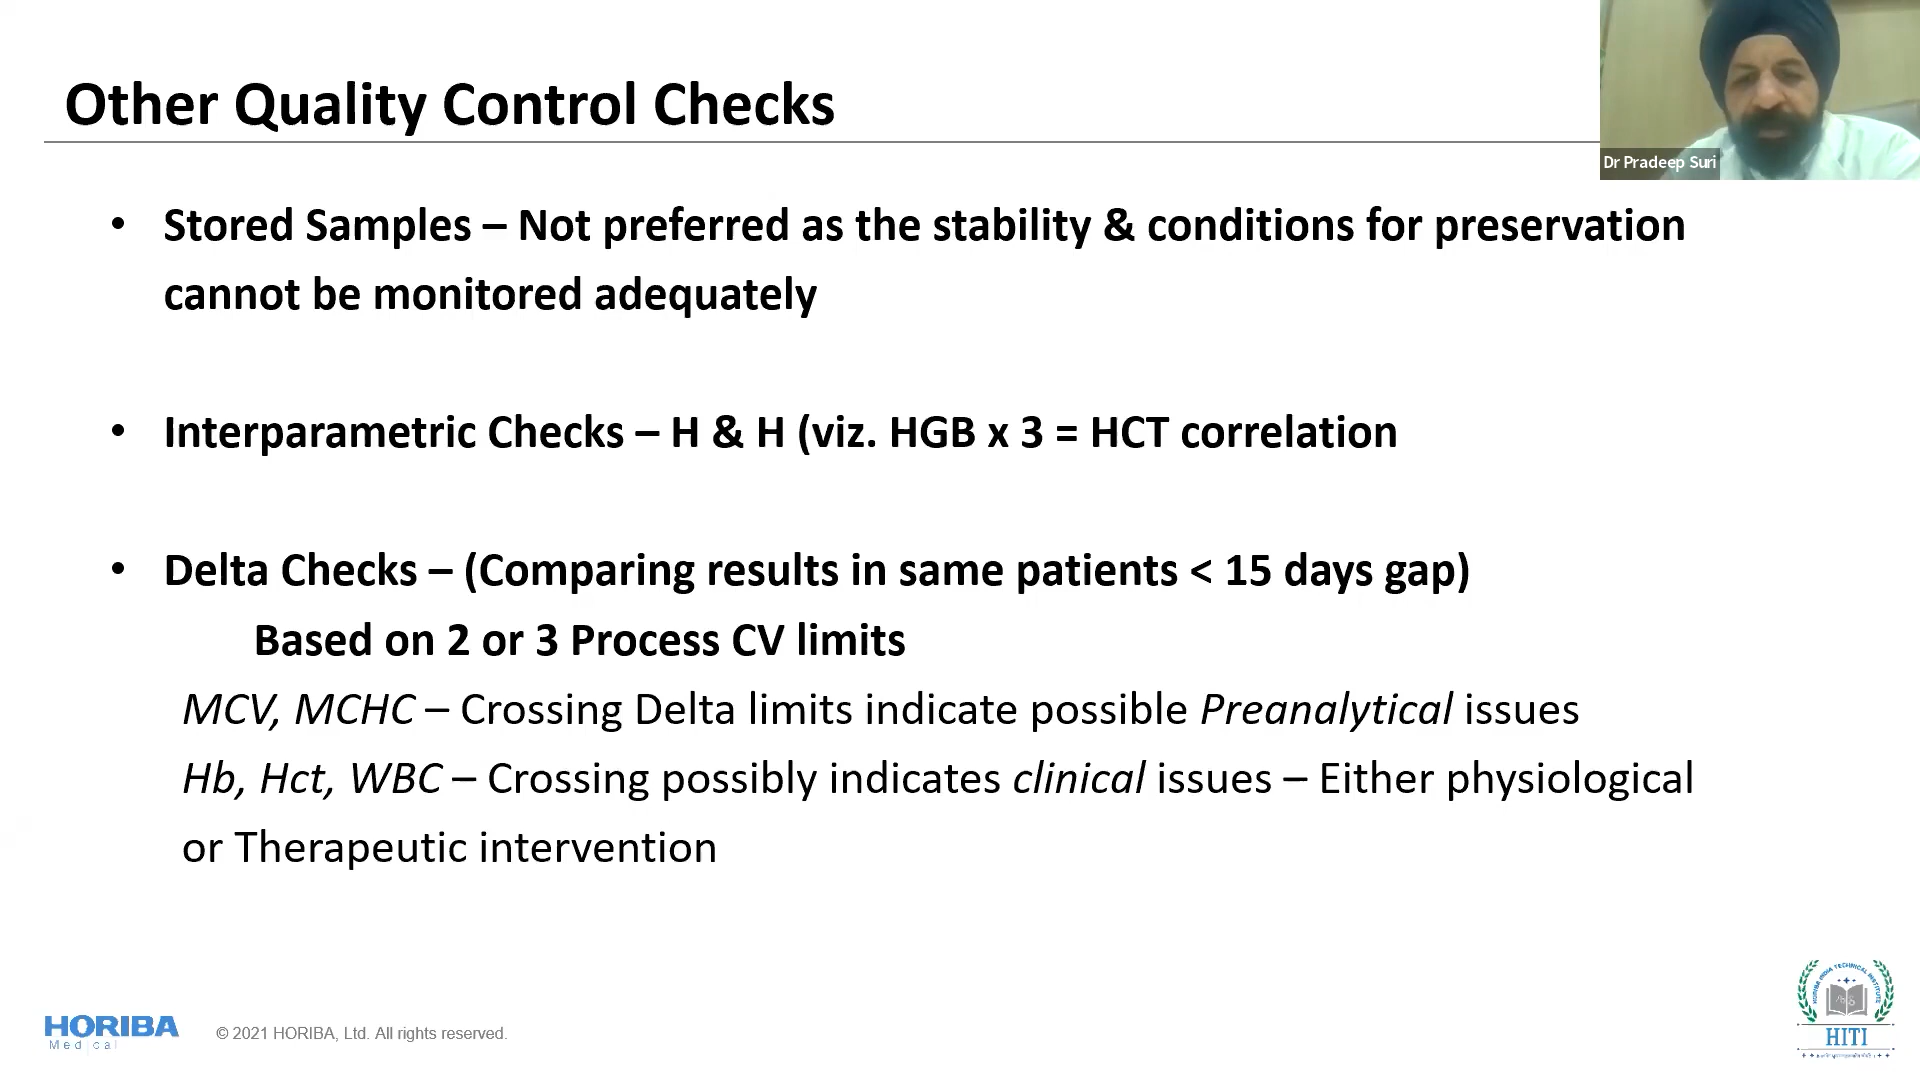 Other Quality Control Checks
Dr Pradeep Suri
• Stored Samples – Not preferred as the stability & conditions for preservation
cannot be monitored adequately
• Interparametric Checks – H & H (viz. HGB x 3 = HCT correlation
• Delta Checks – (Comparing results in same patients < 15 days gap)
Based on 2 or 3 Process CV limits
MCV, MCHC – Crossing Delta limits indicate possible Preanalytical issues
Hb, Hct, WBC – Crossing possibly indicates clinical issues – Either physiological
or Therapeutic intervention
HORIBA
Medical
© 2021 HORIBA, Ltd. All rights reserved.
HORIBA INDIA TECHNICAL INSTITUTE
HITI